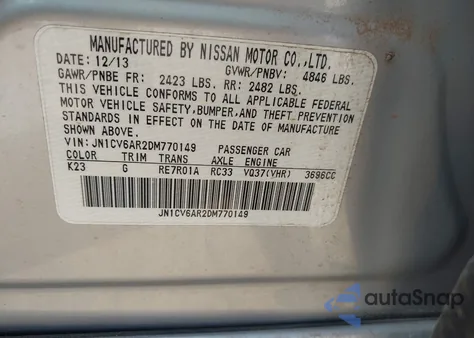 MANUFACTURED BY NISSAN MOTOR CO.,LTD.
12/13 GVWR/PNBV: 4846 LBS.
GAWR/PNBE FR: 2423 LBS. RR: 2482 LBS.
THIS VEHICLE CONFORMS TO ALL APPLICABLE FEDERAL
MOTOR VEHICLE SAFETY, BUMPER, AND THEFT PREVENTION
STANDARDS IN EFFECT ON THE DATE OF MANUFACTURE
SHOWN ABOVE.
VIN: JN1CV6AR2DM770149 PASSENGER CAR
COLOR TRIM TRANS AXLE ENGINE
K23 G RE7R01A RC33 VQ37(VHR) 3696CC
JN1CV6AR2DM770149
autoSnap